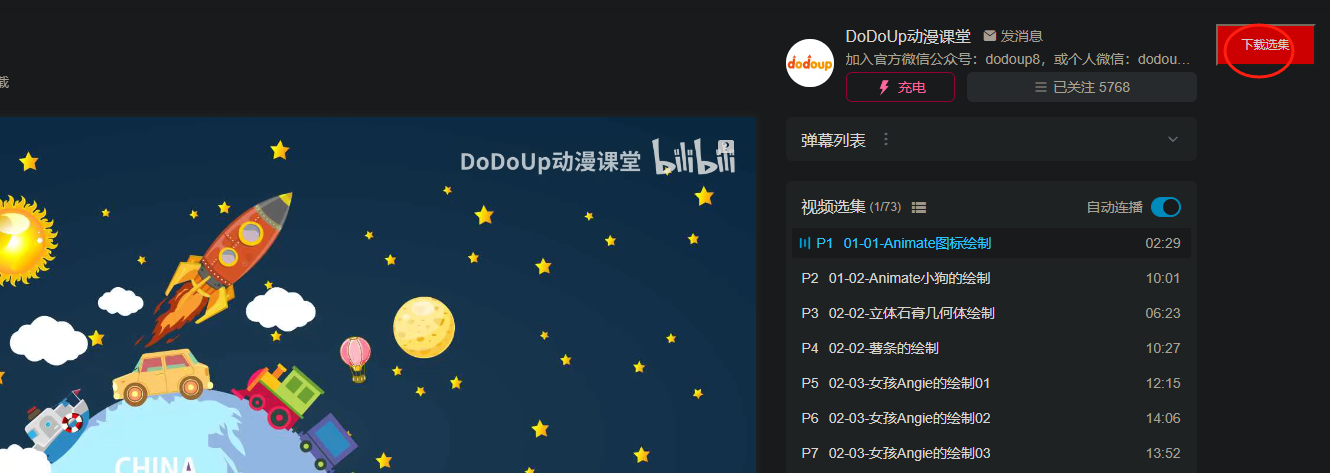 DoDoUp动漫课堂 发消息
下载选集
dodoup
加入官方微信公众号：dodoup8，或个人微信：dodou…
充电
已关注 5768
载
弹幕列表
DoDoUp动漫课堂 bilibili
视频选集 (1/73)
自动连播
P1 01-01-Animate图标绘制 02:29
P2 01-02-Animate小狗的绘制 10:01
P3 02-02-立体石膏几何体绘制 06:23
P4 02-02-薯条的绘制 10:27
P5 02-03-女孩Angie的绘制01 12:15
P6 02-03-女孩Angie的绘制02 14:06
P7 02-03-女孩Angie的绘制03 13:52
CHINA